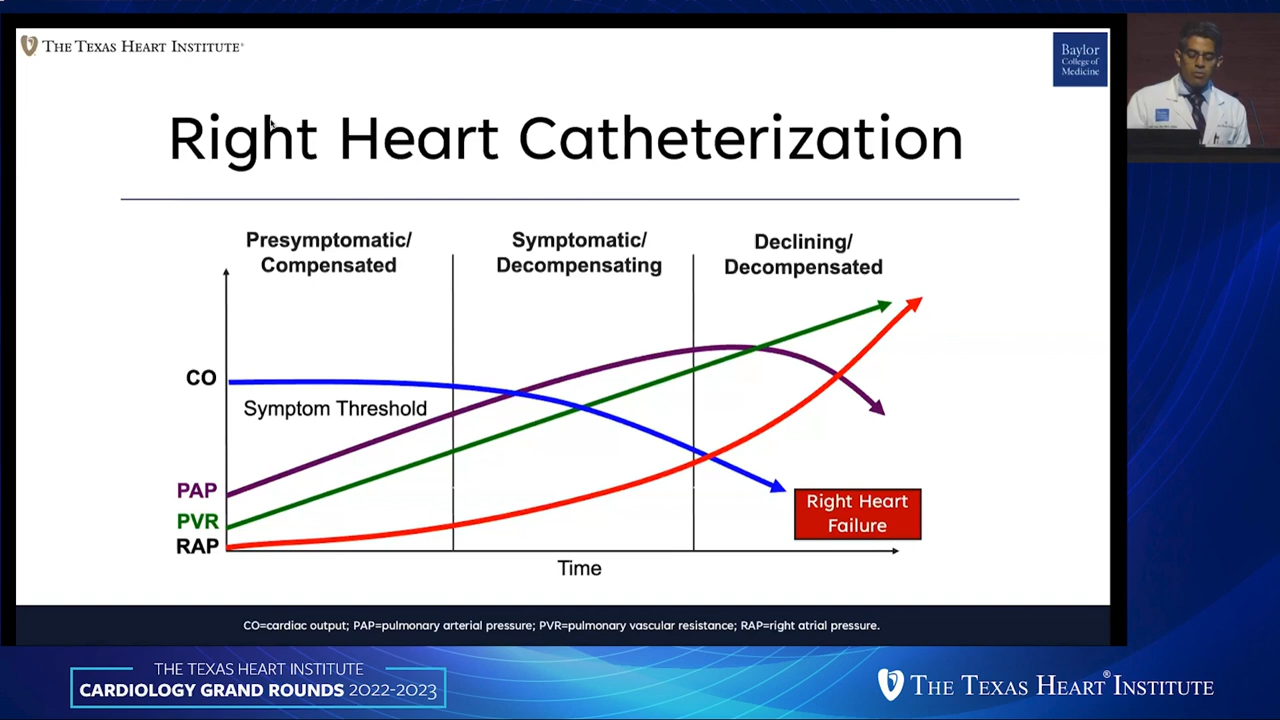 THE TEXAS HEART INSTITUTE®
Baylor
College of
Medicine
Right Heart Catheterization
Presymptomatic/
Compensated
Symptomatic/
Decompensating
Declining/
Decompensated
CO
Symptom Threshold
PAP
PVR
RAP
Right Heart
Failure
Time
CO=cardiac output; PAP=pulmonary arterial pressure; PVR=pulmonary vascular resistance; RAP=right atrial pressure.
THE TEXAS HEART INSTITUTE
CARDIOLOGY GRAND ROUNDS 2022-2023
THE TEXAS HEART® INSTITUTE